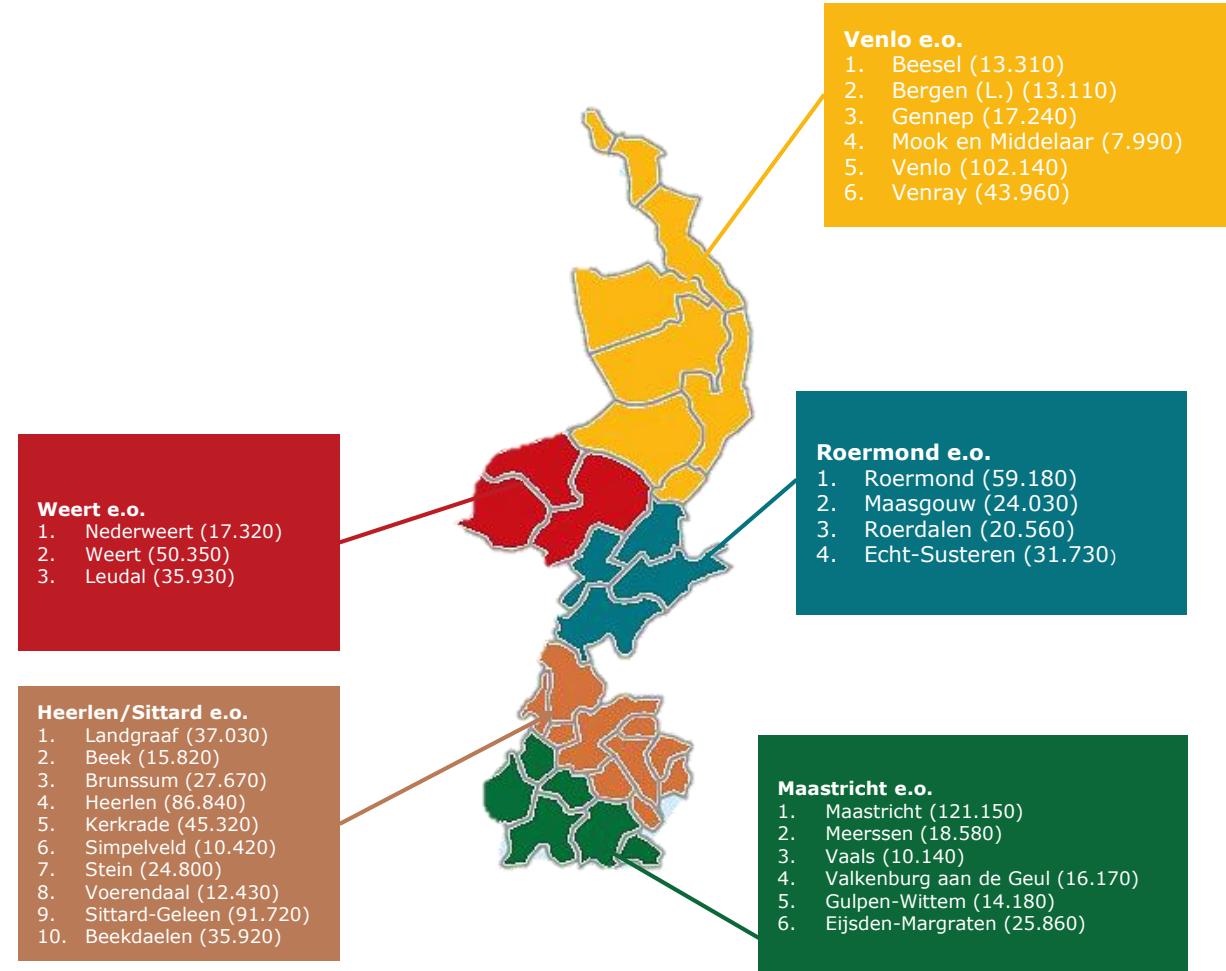 Venlo e.o.
1. Beesel (13.310)
2. Bergen (L.) (13.110)
3. Gennep (17.240)
4. Mook en Middelaar (7.990)
5. Venlo (102.140)
6. Venray (43.960)
Roermond e.o.
1. Roermond (59.180)
2. Maasgouw (24.030)
3. Roerdalen (20.560)
4. Echt-Susteren (31.730)
Weert e.o.
1. Nederweert (17.320)
2. Weert (50.350)
3. Leudal (35.930)
Heerlen/Sittard e.o.
1. Landgraaf (37.030)
2. Beek (15.820)
3. Brunssum (27.670)
4. Heerlen (86.840)
5. Kerkrade (45.320)
6. Simpelveld (10.420)
7. Stein (24.800)
8. Voerendaal (12.430)
9. Sittard-Geleen (91.720)
10. Beekdaelen (35.920)
Maastricht e.o.
1. Maastricht (121.150)
2. Meerssen (18.580)
3. Vaals (10.140)
4. Valkenburg aan de Geul (16.170)
5. Gulpen-Wittem (14.180)
6. Eijsden-Margraten (25.860)